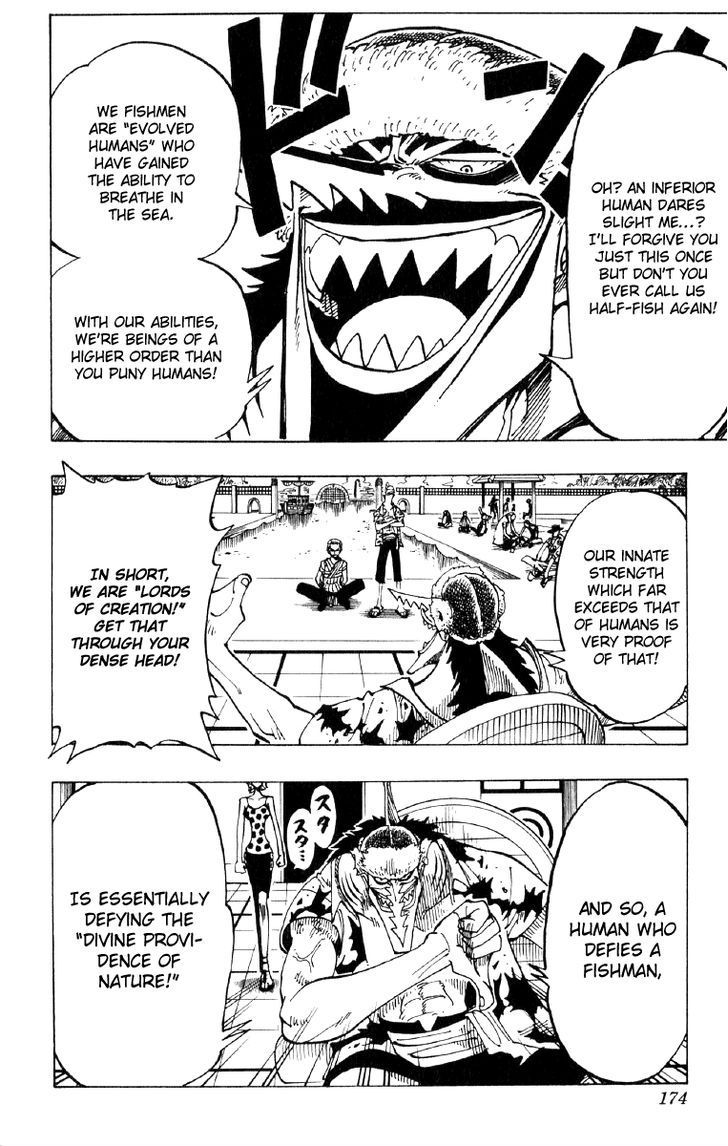 OH? AN INFERIOR
HUMAN DARES
SLIGHT ME...?
I'LL FORGIVE YOU
JUST THIS ONCE
BUT DON'T YOU
EVER CALL US
HALF-FISH AGAIN!
WE FISHMEN
ARE "EVOLVED
HUMANS" WHO
HAVE GAINED
THE ABILITY TO
BREATHE IN
THE SEA.
WITH OUR ABILITIES,
WE'RE BEINGS OF A
HIGHER ORDER THAN
YOU PUNY HUMANS!
OUR INNATE
STRENGTH
WHICH FAR
EXCEEDS THAT
OF HUMANS IS
VERY PROOF
OF THAT!
IN SHORT,
WE ARE "LORDS
OF CREATION!"
GET THAT
THROUGH YOUR
DENSE HEAD!
AND SO, A
HUMAN WHO
DEFIES A
FISHMAN,
スタ
スタ...
IS ESSENTIALLY
DEFYING THE
"DIVINE PROVI-
DENCE OF
NATURE!"
174